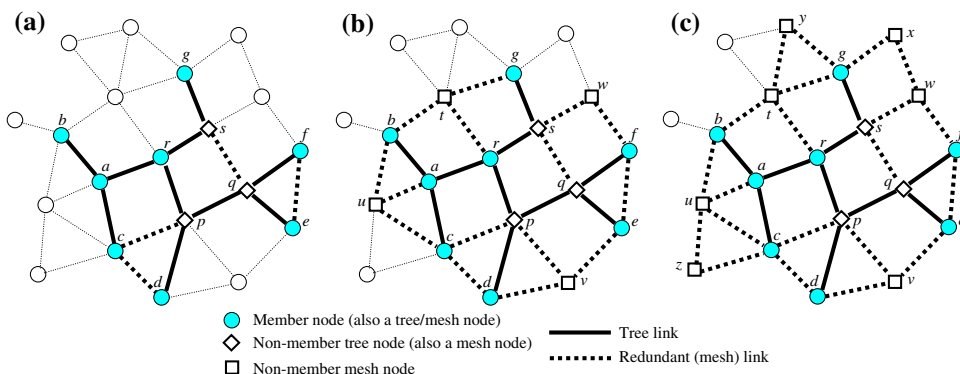 (a) (b) (c)
g
b
s
f
r
a
q
c
p
e
d
g
w
t
b
s
f
r
a
q
u
c
p
e
d
v
y
x
g
w
t
b
s
f
r
a
q
u
c
p
e
z
d
v
Member node (also a tree/mesh node)
Non-member tree node (also a mesh node)
Non-member mesh node
Tree link
Redundant (mesh) link